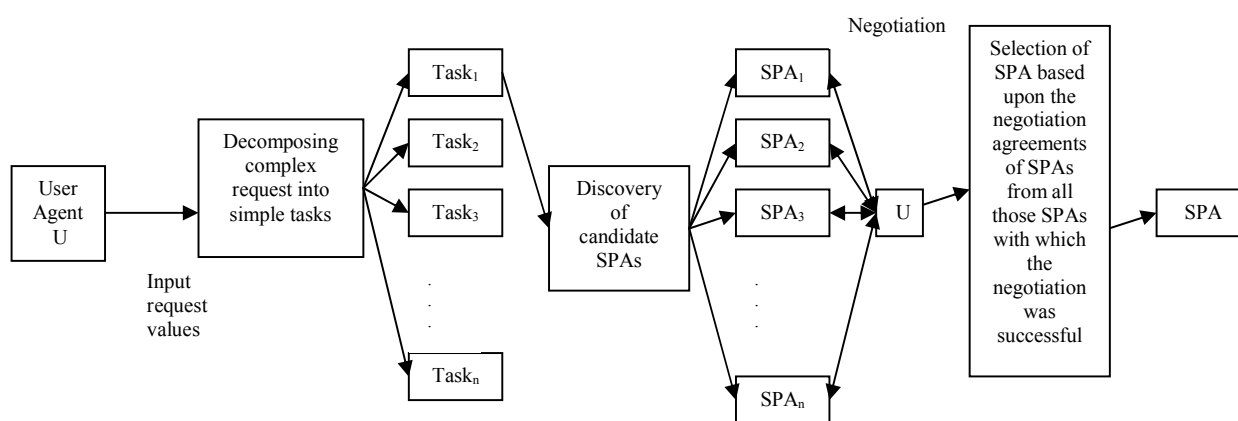 User
Agent
U
Input
request
values
Decomposing
complex
request into
simple tasks
Task₁
Task₂
Task₃
.
.
.
Taskₙ
Discovery
of
candidate
SPAs
SPA₁
SPA₂
SPA₃
.
.
.
SPAₙ
Negotiation
U
Selection of
SPA based
upon the
negotiation
agreements
of SPAs
from all
those SPAs
with which
the
negotiation
was
successful
SPA